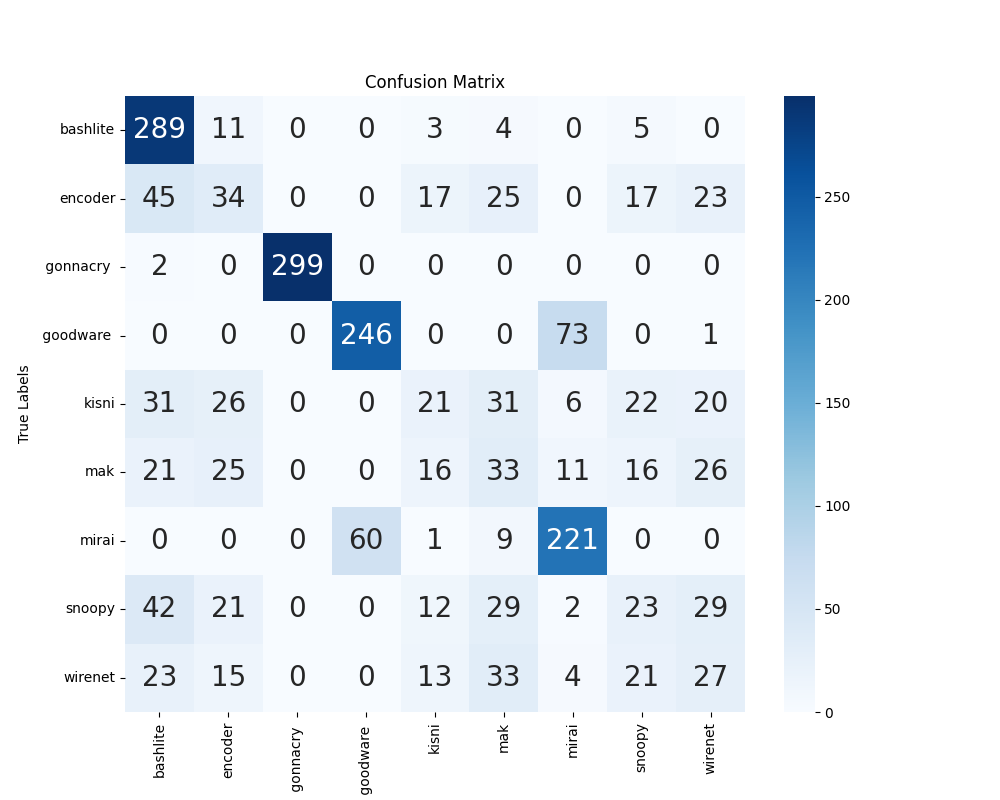 Confusion Matrix
True Labels
bashlite 289 11 0 0 3 4 0 5 0
encoder 45 34 0 0 17 25 0 17 23
gonnacry 2 0 299 0 0 0 0 0 0
goodware 0 0 0 246 0 0 73 0 1
kisni 31 26 0 0 21 31 6 22 20
mak 21 25 0 0 16 33 11 16 26
mirai 0 0 0 60 1 9 221 0 0
snoopy 42 21 0 0 12 29 2 23 29
wirenet 23 15 0 0 13 33 4 21 27
bashlite encoder gonnacry goodware kisni mak mirai snoopy wirenet
250
200
150
100
50
0